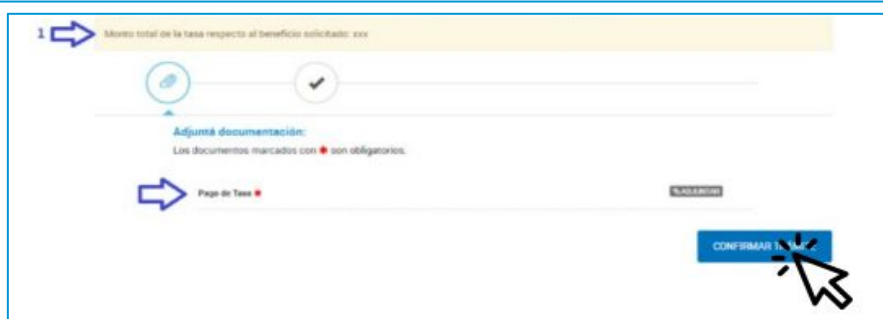 1
Monto total de la tasa respecto al beneficio solicitado: xxx
Adjuntá documentación:
Los documentos marcados con * son obligatorios.
Pago de Tasa *
ADJUNTAR
CONFIRMAR